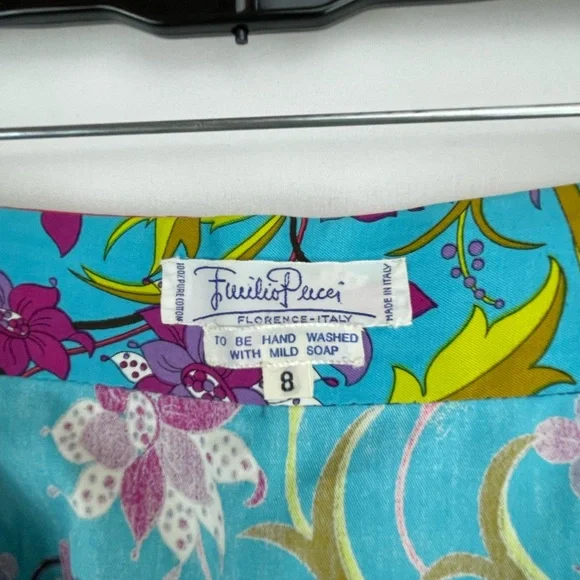 100% PURE COTTON
Emilio Pucci
FLORENCE-ITALY
MADE IN ITALY
TO BE HAND WASHED
WITH MILD SOAP
8